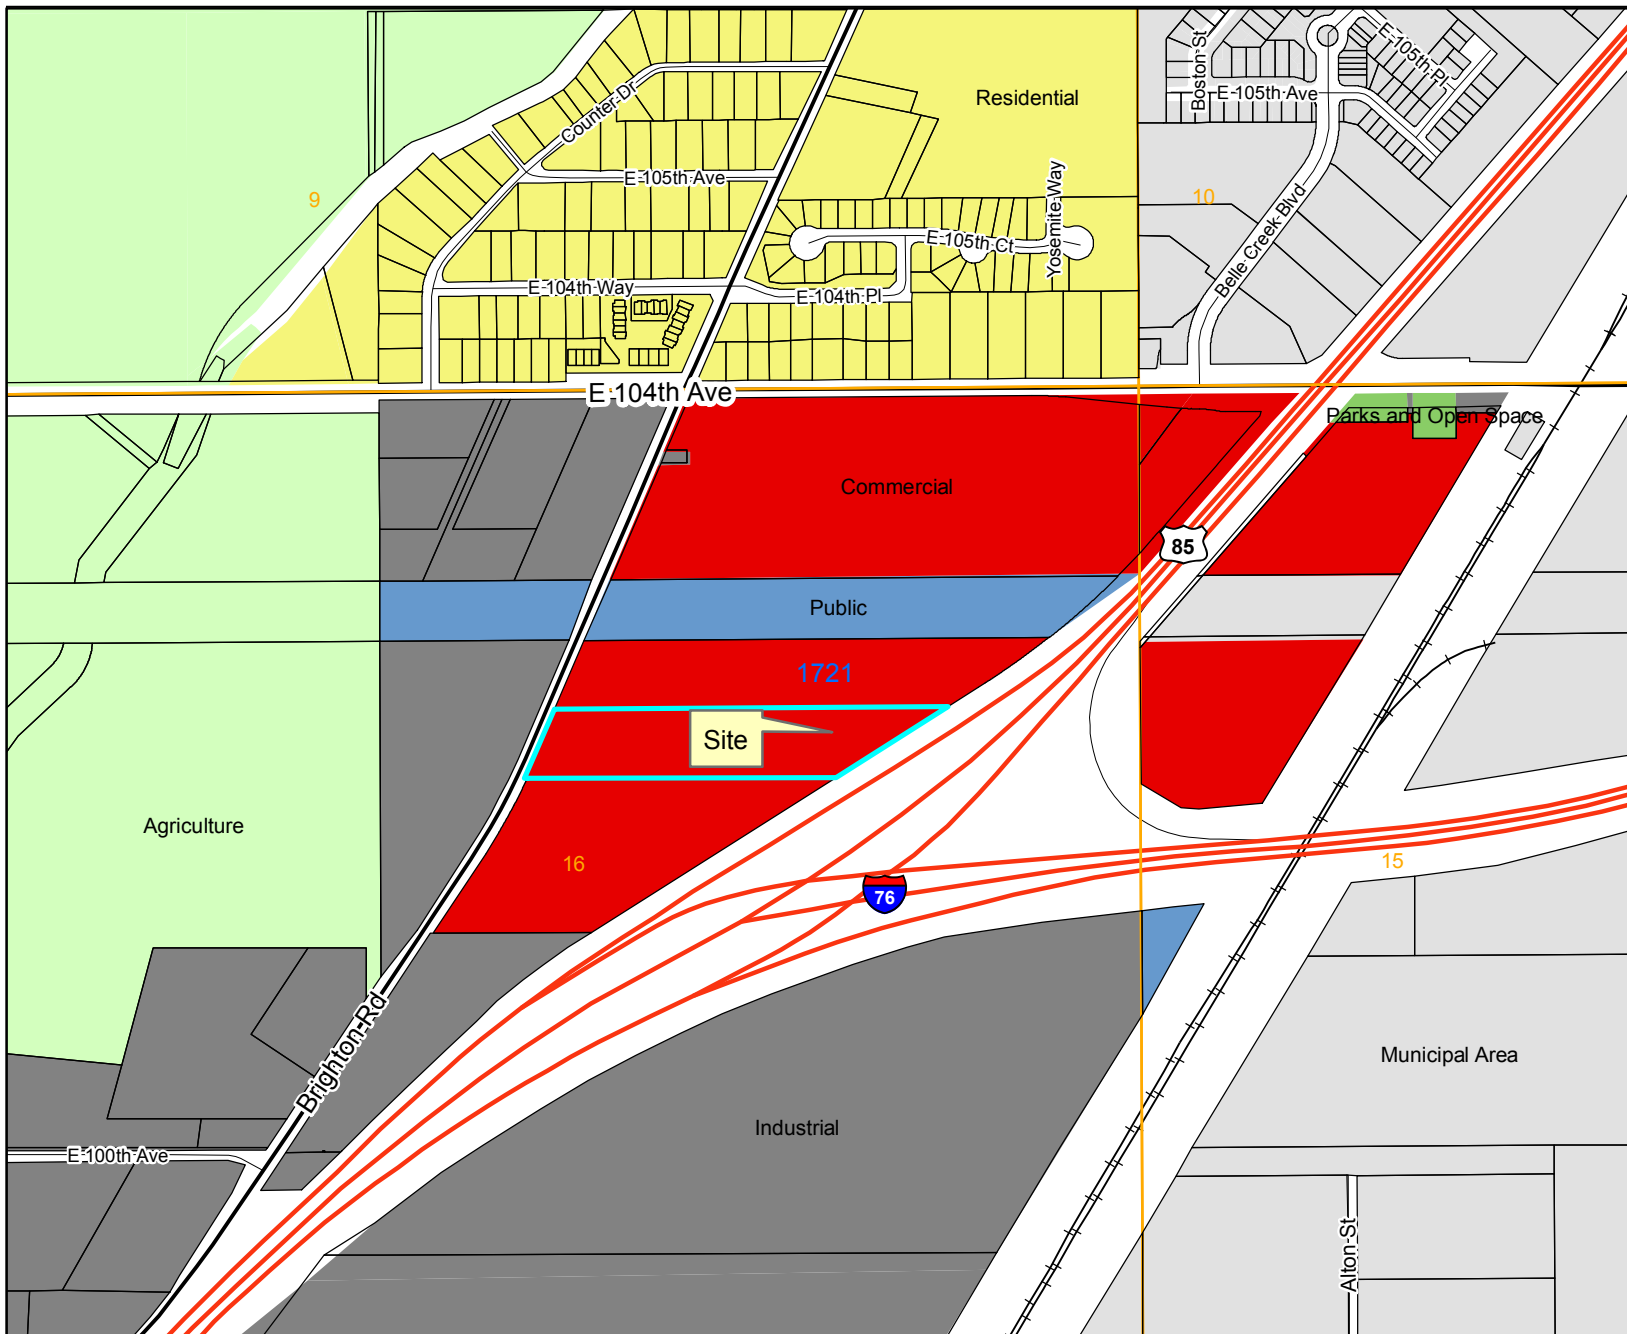 Boston St
E 105th Pl
E 105th Ave
Residential
Counter Dr
E 105th Ave
9
10
Yosemite Way
E 105th Ct
Belle Creek Blvd
E 104th Way
E 104th Pl
E 104th Ave
Parks and Open Space
Commercial
85
Public
1721
Site
Agriculture
16
15
76
Brighton Rd
Municipal Area
Industrial
E 100th Ave
Alton St